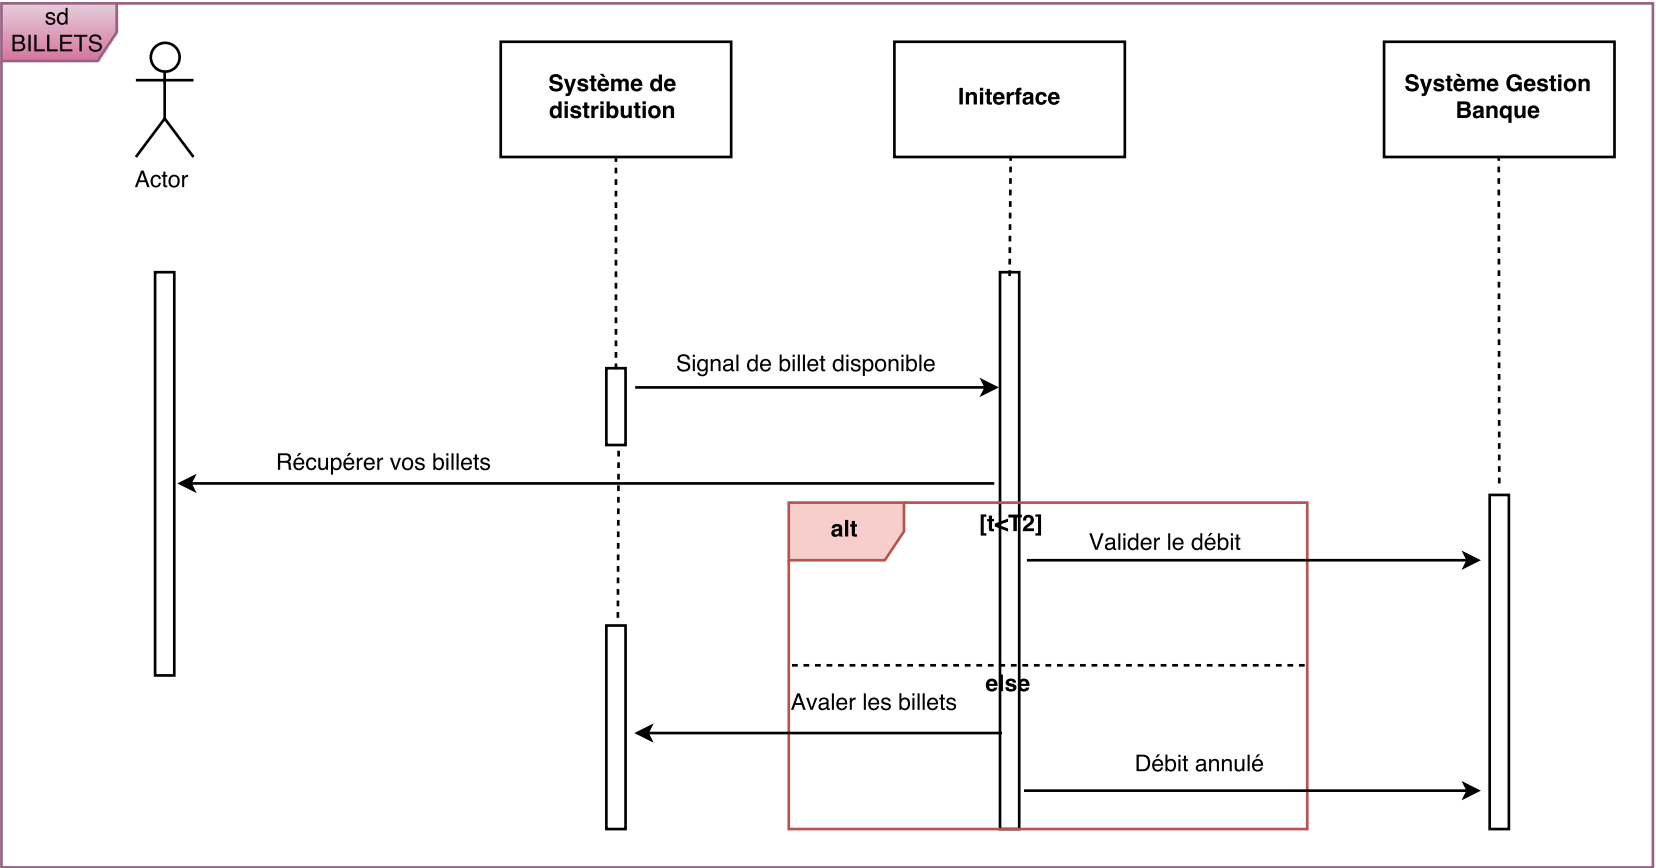 sd
BILLETS
Actor
Système de
distribution
Initerface
Système Gestion
Banque
Signal de billet disponible
Récupérer vos billets
alt
[t<T2]
Valider le débit
else
Avaler les billets
Débit annulé